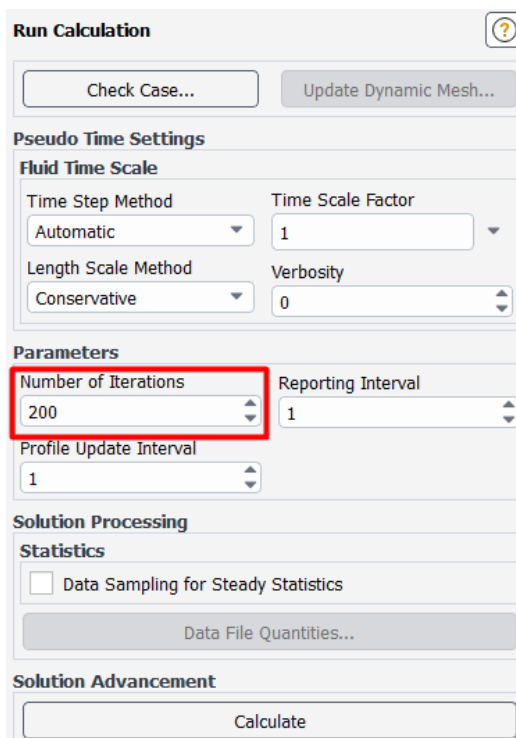 Run Calculation
?
Check Case...
Update Dynamic Mesh...
Pseudo Time Settings
Fluid Time Scale
Time Step Method
Time Scale Factor
Automatic
1
Length Scale Method
Verbosity
Conservative
0
Parameters
Number of Iterations
Reporting Interval
200
1
Profile Update Interval
1
Solution Processing
Statistics
Data Sampling for Steady Statistics
Data File Quantities...
Solution Advancement
Calculate